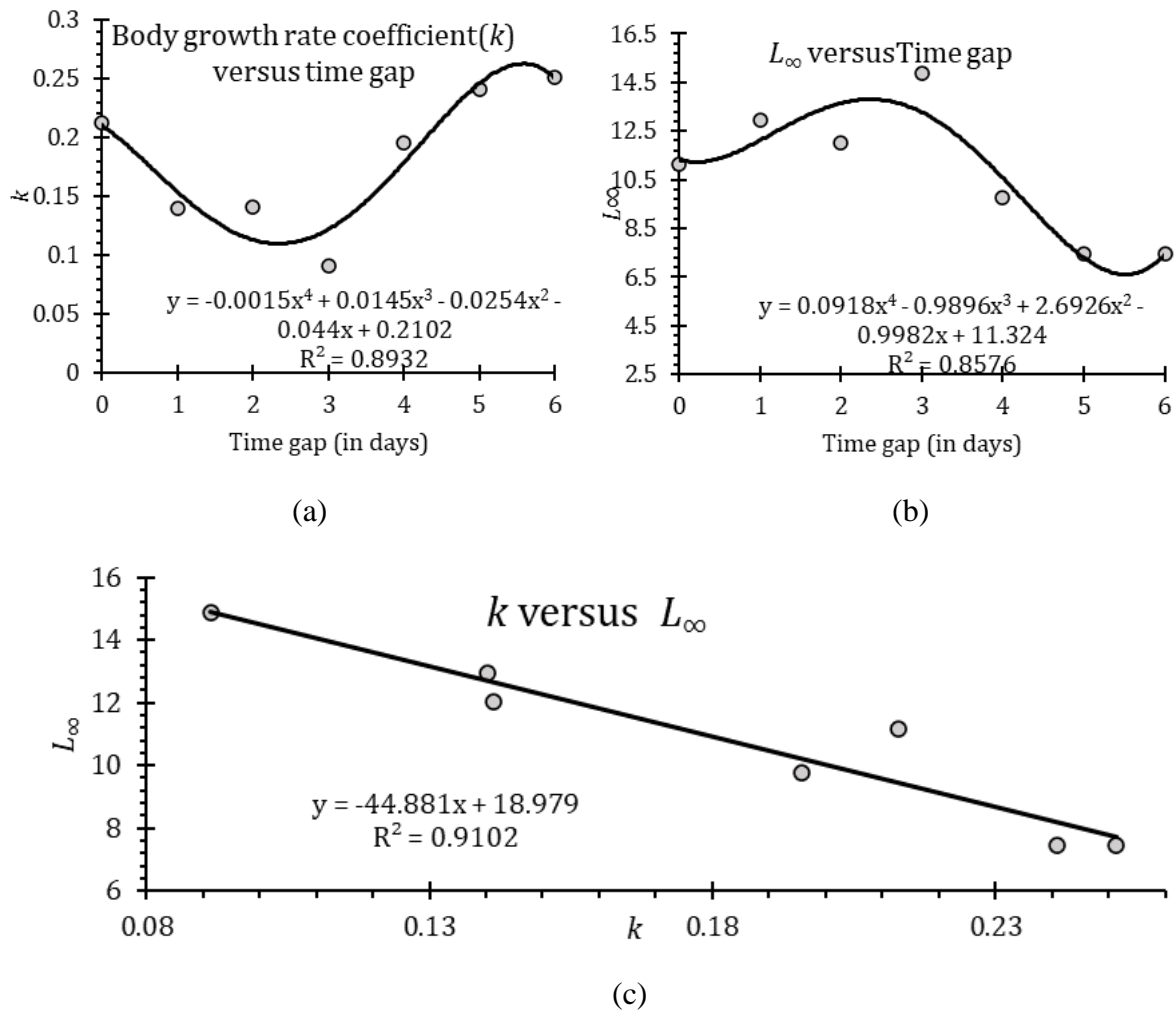 Body growth rate coefficient(k)
versus time gap
0.3
0.25
0.2
0.15
0.1
0.05
0
k
y = -0.0015x⁴ + 0.0145x³ - 0.0254x² -
0.044x + 0.2102
R² = 0.8932
0 1 2 3 4 5 6
Time gap (in days)
(a)
L∞ versusTime gap
16.5
14.5
12.5
10.5
8.5
6.5
4.5
2.5
L∞
y = 0.0918x⁴ - 0.9896x³ + 2.6926x² -
0.9982x + 11.324
R² = 0.8576
0 1 2 3 4 5 6
Time gap (in days)
(b)
k versus L∞
16
14
12
10
8
6
L∞
y = -44.881x + 18.979
R² = 0.9102
0.08 0.13 0.18 0.23
k
(c)